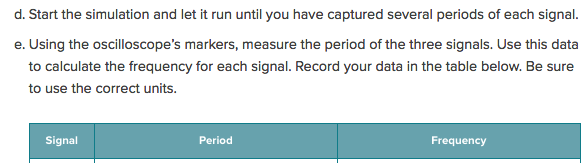 d. Start the simulation and let it run until you have captured several periods of each signal.
e. Using the oscilloscope's markers, measure the period of the three signals. Use this data
to calculate the frequency for each signal. Record your data in the table below. Be sure
to use the correct units.
Signal Period Frequency